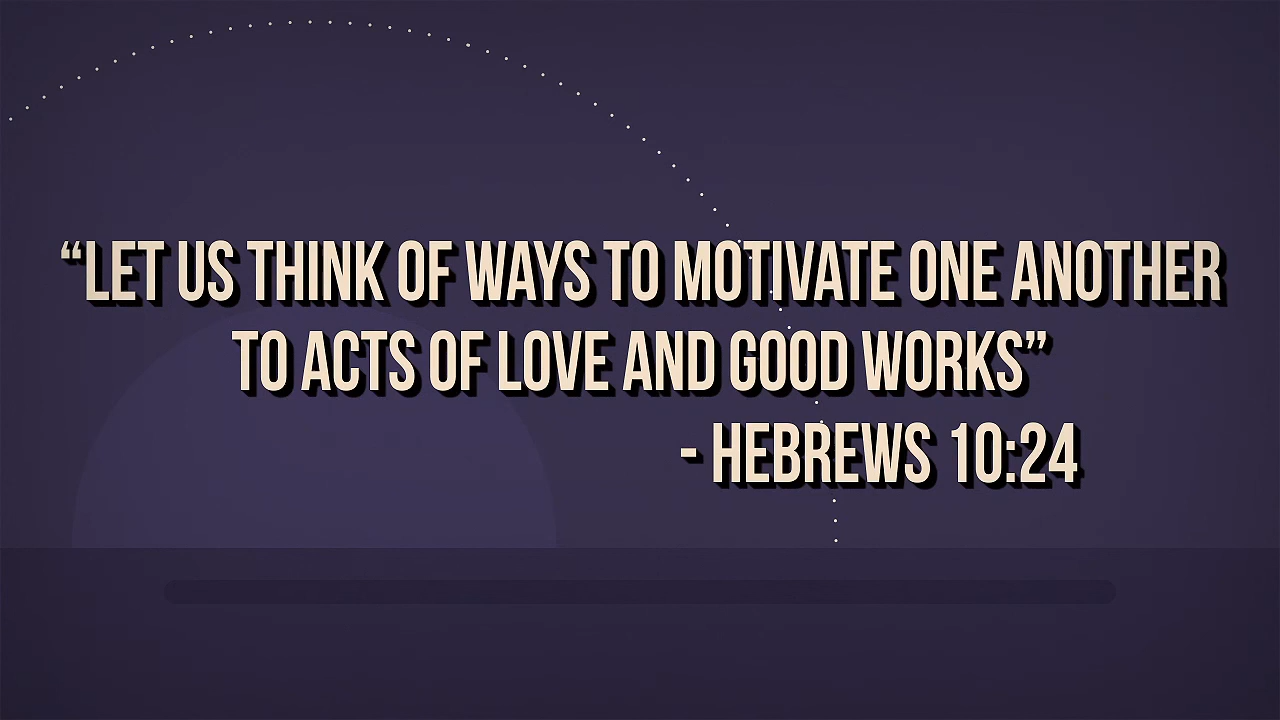 “LET US THINK OF WAYS TO MOTIVATE ONE ANOTHER
TO ACTS OF LOVE AND GOOD WORKS”
- HEBREWS 10:24